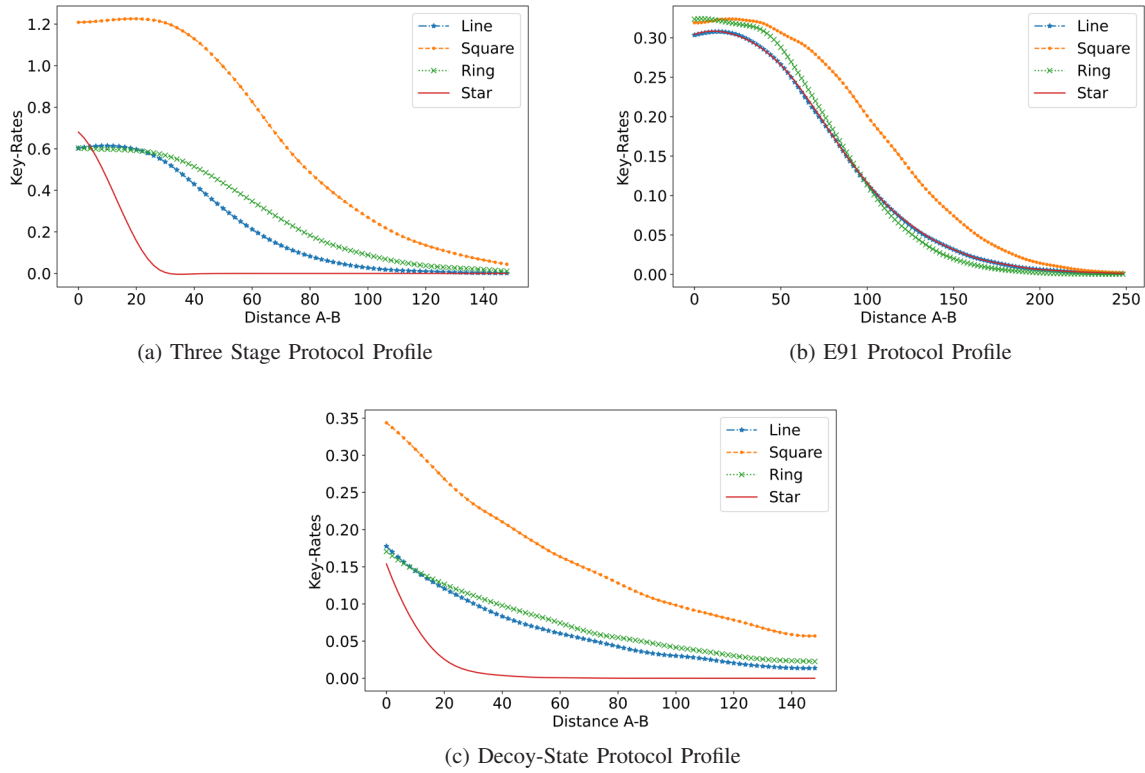 1.2
1.0
0.8
0.6
0.4
0.2
0.0
Key-Rates
Line
Square
Ring
Star
0 20 40 60 80 100 120 140
Distance A-B
(a) Three Stage Protocol Profile
0.30
0.25
0.20
0.15
0.10
0.05
0.00
Key-Rates
Line
Square
Ring
Star
0 50 100 150 200 250
Distance A-B
(b) E91 Protocol Profile
0.35
0.30
0.25
0.20
0.15
0.10
0.05
0.00
Key-Rates
Line
Square
Ring
Star
0 20 40 60 80 100 120 140
Distance A-B
(c) Decoy-State Protocol Profile